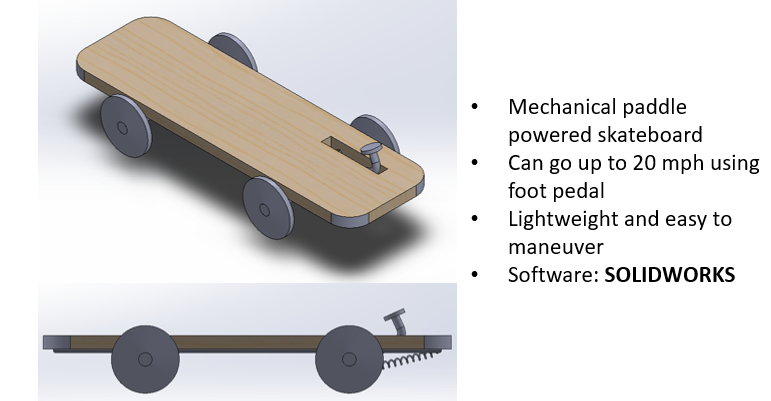 • Mechanical paddle
powered skateboard
• Can go up to 20 mph using
foot pedal
• Lightweight and easy to
maneuver
• Software: SOLIDWORKS